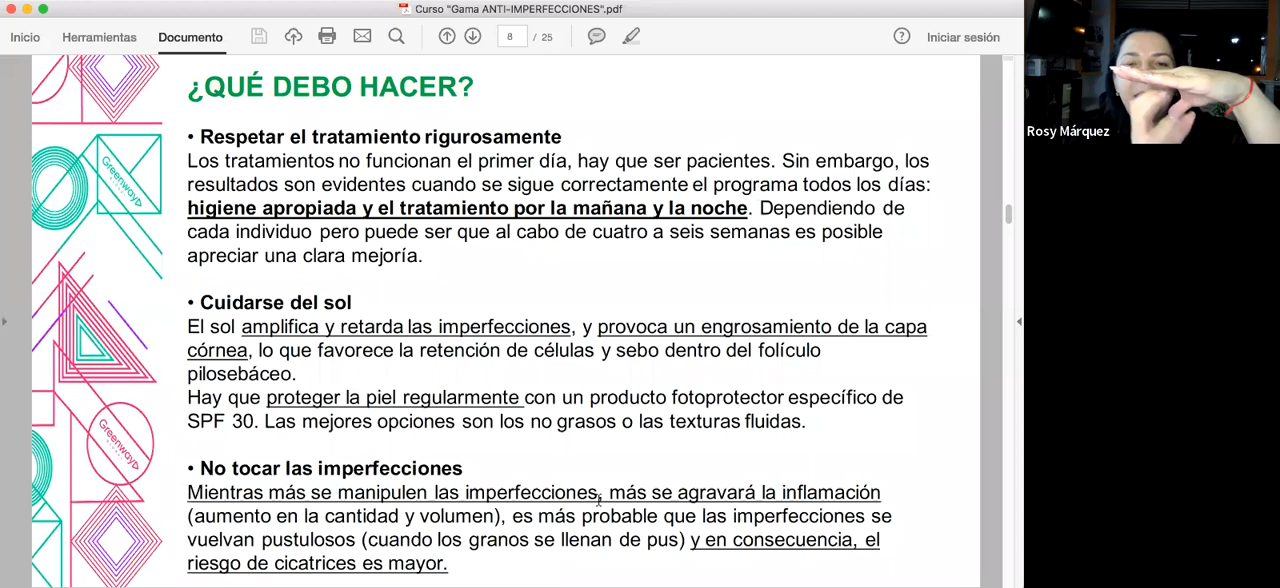 Curso "Gama ANTI-IMPERFECCIONES".pdf
Inicio Herramientas Documento 8 / 25 Iniciar sesión
¿QUÉ DEBO HACER?
• Respetar el tratamiento rigurosamente
Los tratamientos no funcionan el primer día, hay que ser pacientes. Sin embargo, los
resultados son evidentes cuando se sigue correctamente el programa todos los días:
higiene apropiada y el tratamiento por la mañana y la noche. Dependiendo de
cada individuo pero puede ser que al cabo de cuatro a seis semanas es posible
apreciar una clara mejoría.
• Cuidarse del sol
El sol amplifica y retarda las imperfecciones, y provoca un engrosamiento de la capa
córnea, lo que favorece la retención de células y sebo dentro del folículo
pilosebáceo.
Hay que proteger la piel regularmente con un producto fotoprotector específico de
SPF 30. Las mejores opciones son los no grasos o las texturas fluidas.
• No tocar las imperfecciones
Mientras más se manipulen las imperfecciones, más se agravará la inflamación
(aumento en la cantidad y volumen), es más probable que las imperfecciones se
vuelvan pustulosos (cuando los granos se llenan de pus) y en consecuencia, el
riesgo de cicatrices es mayor.
Greenway
Greenway
Rosy Márquez